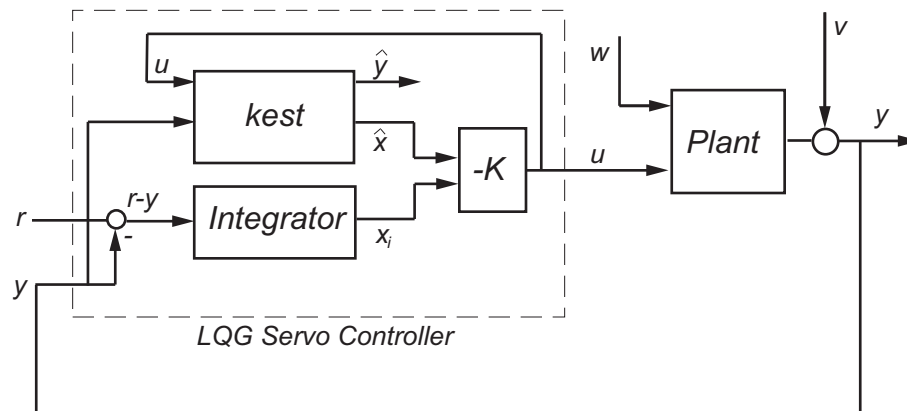 v
w
u
ŷ
kest
x̂
Plant
y
-K
u
r
r-y
-
Integrator
xᵢ
y
LQG Servo Controller